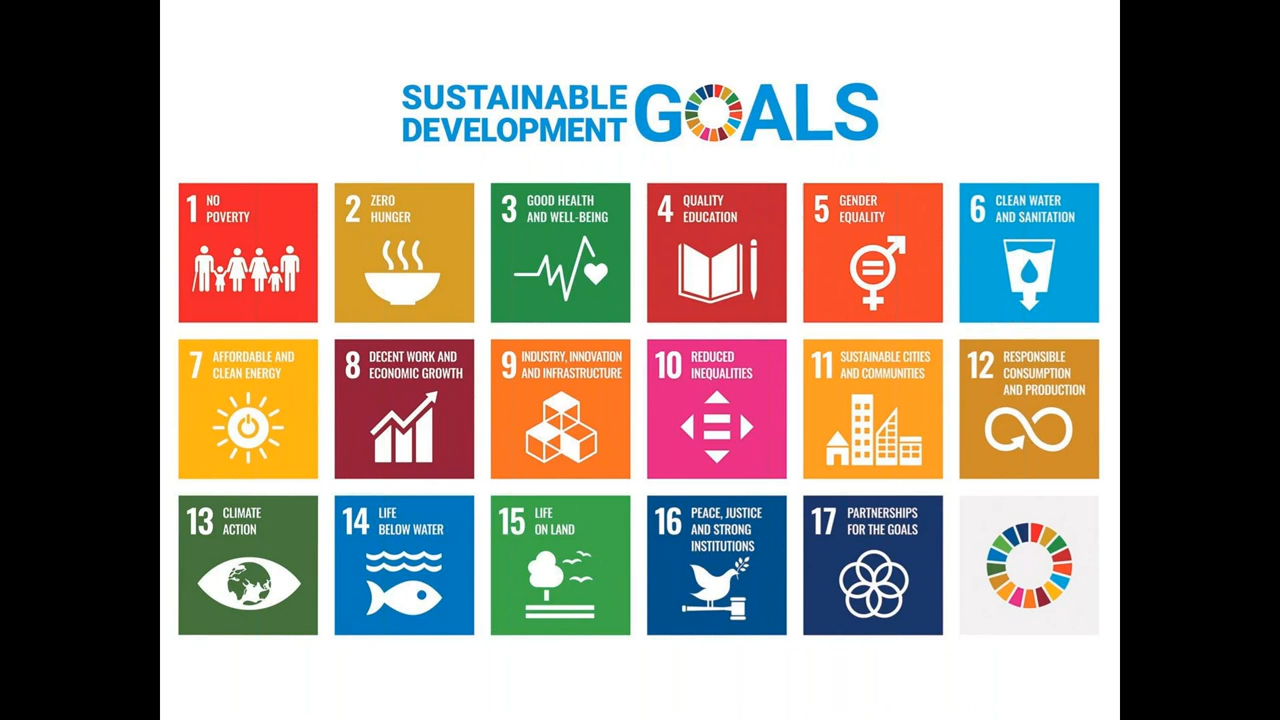 SUSTAINABLE
DEVELOPMENT
GOALS
1 NO
POVERTY
2 ZERO
HUNGER
3 GOOD HEALTH
AND WELL-BEING
4 QUALITY
EDUCATION
5 GENDER
EQUALITY
6 CLEAN WATER
AND SANITATION
7 AFFORDABLE AND
CLEAN ENERGY
8 DECENT WORK AND
ECONOMIC GROWTH
9 INDUSTRY, INNOVATION
AND INFRASTRUCTURE
10 REDUCED
INEQUALITIES
11 SUSTAINABLE CITIES
AND COMMUNITIES
12 RESPONSIBLE
CONSUMPTION
AND PRODUCTION
13 CLIMATE
ACTION
14 LIFE
BELOW WATER
15 LIFE
ON LAND
16 PEACE, JUSTICE
AND STRONG
INSTITUTIONS
17 PARTNERSHIPS
FOR THE GOALS